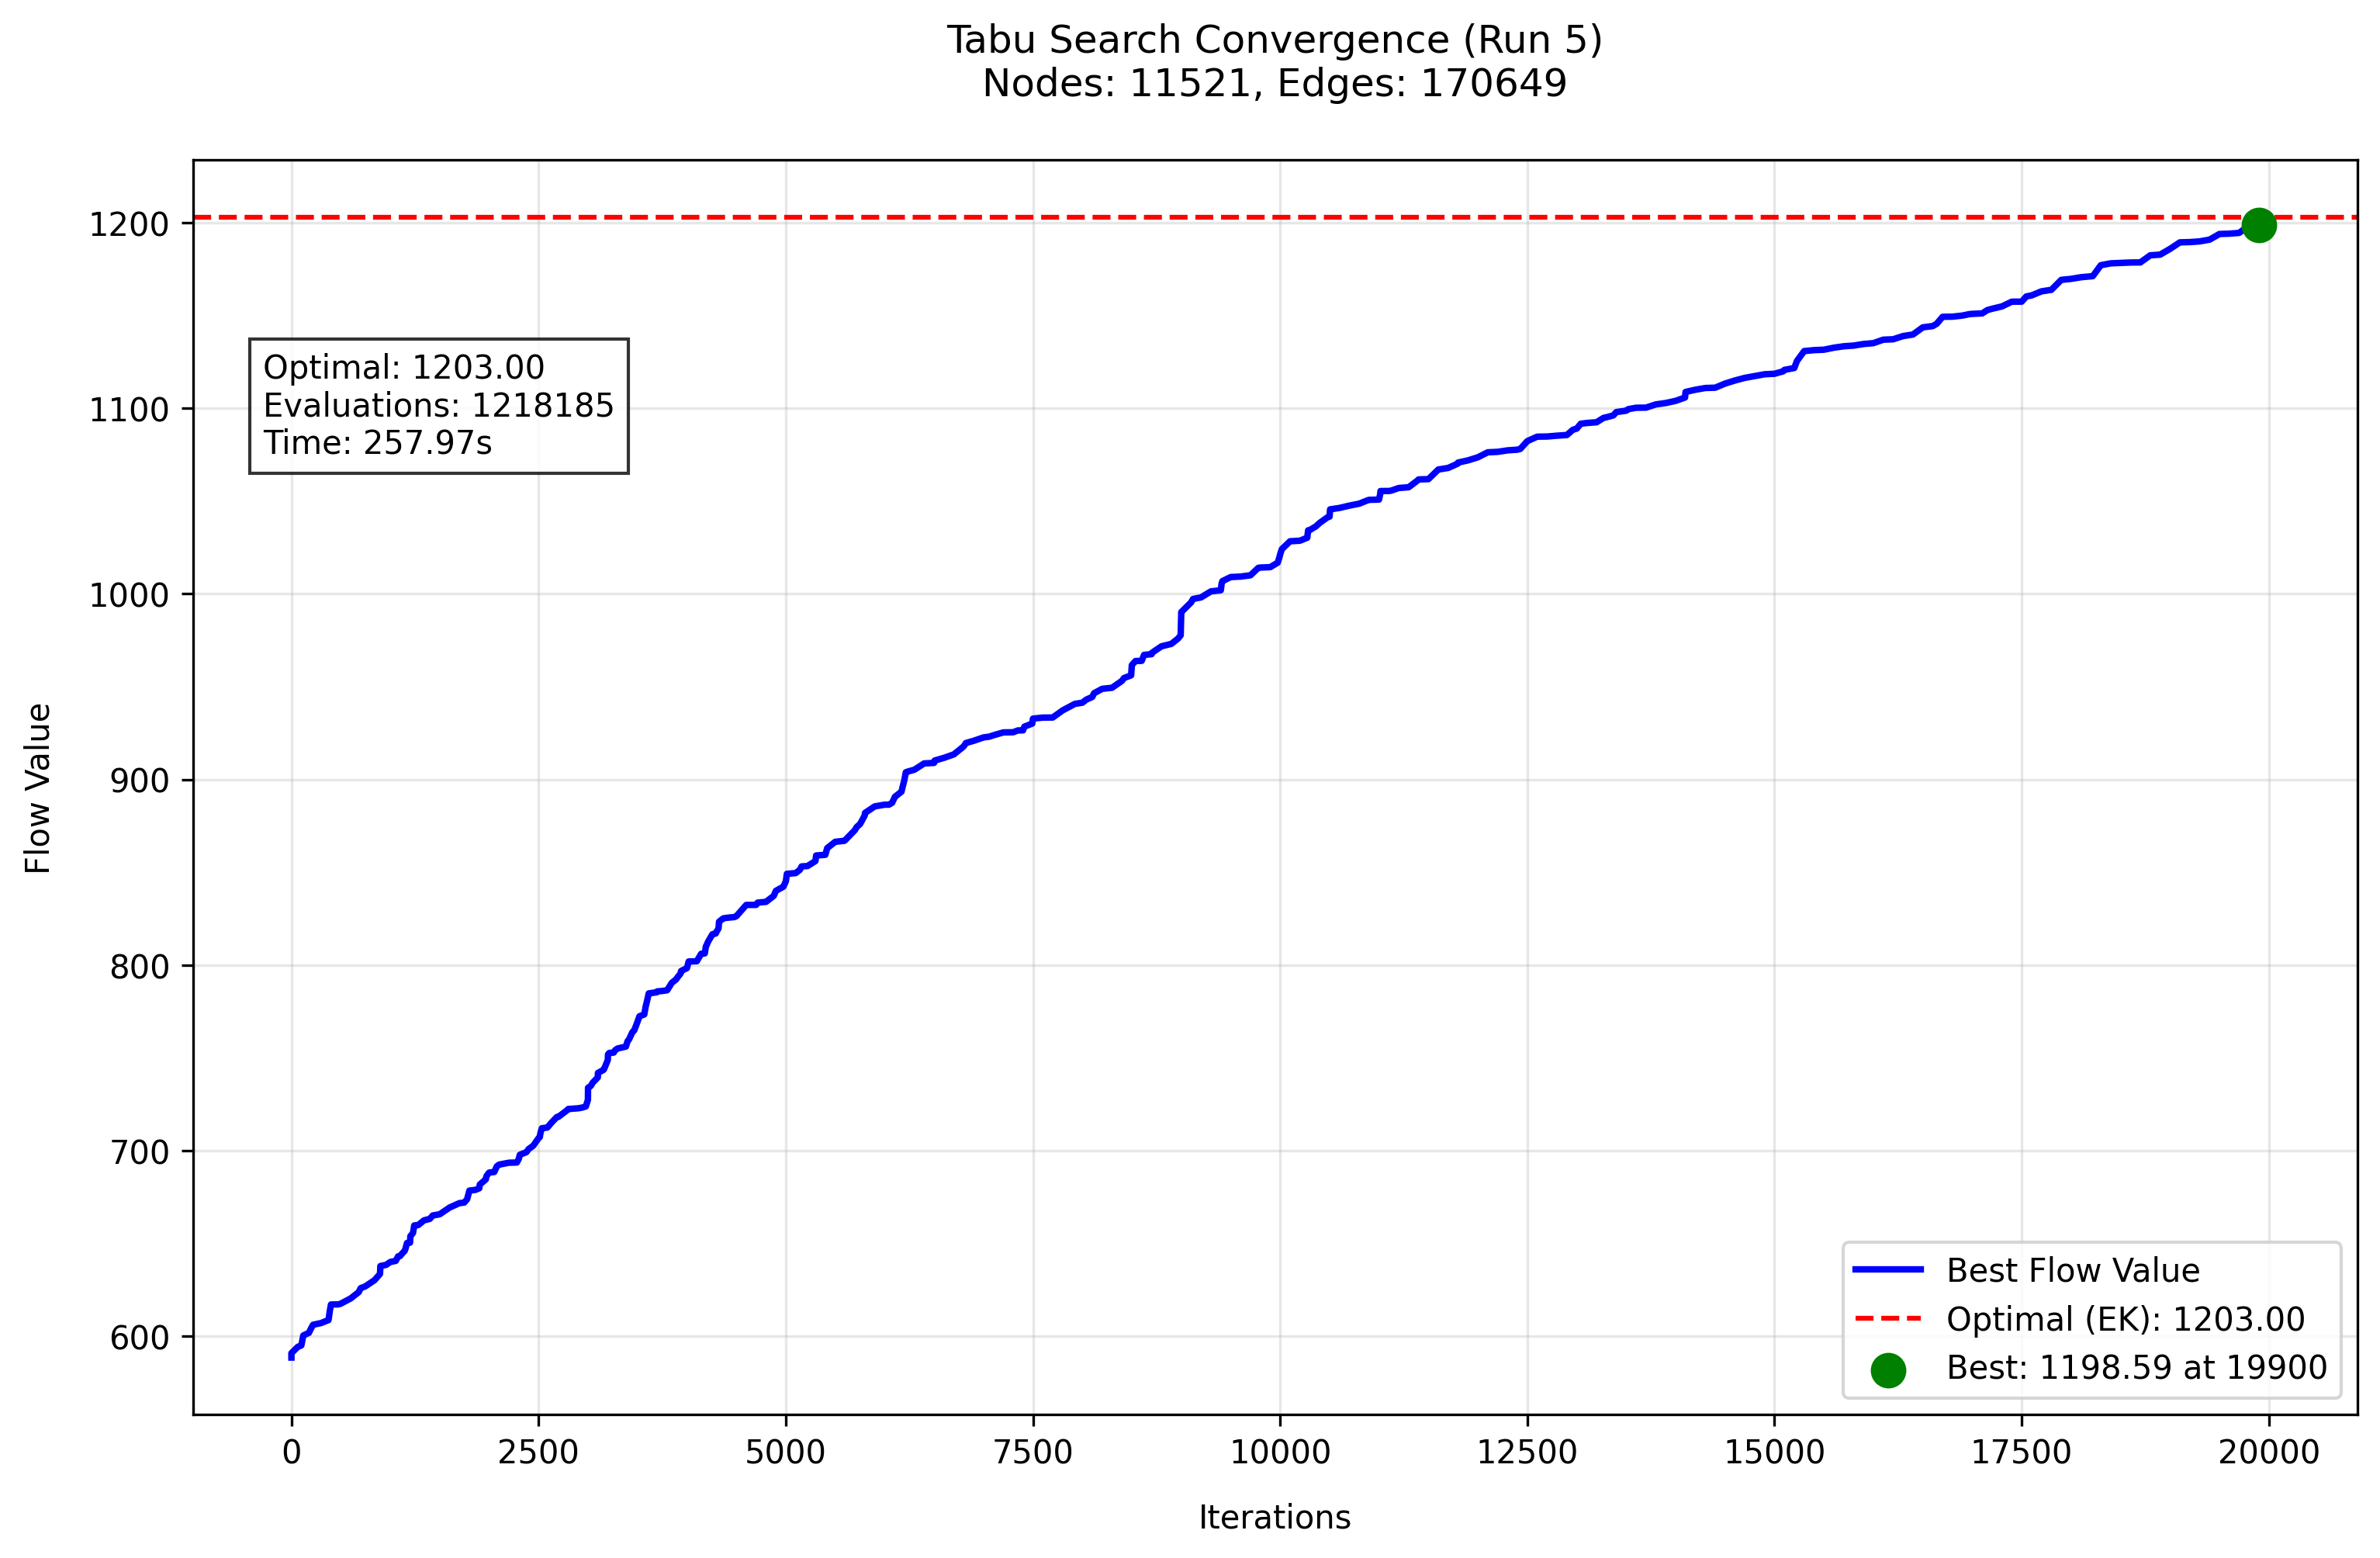 Tabu Search Convergence (Run 5)
Nodes: 11521, Edges: 170649
1200
1100
1000
900
800
700
600
Flow Value
Optimal: 1203.00
Evaluations: 1218185
Time: 257.97s
Best Flow Value
Optimal (EK): 1203.00
Best: 1198.59 at 19900
0 2500 5000 7500 10000 12500 15000 17500 20000
Iterations